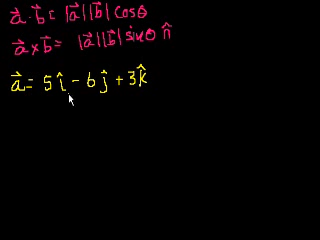 a⃗ · b⃗ = |a⃗||b⃗| cosθ
a⃗ × b⃗ = |a⃗||b⃗| sinθ n̂
a⃗ = 5î − 6ĵ + 3k̂